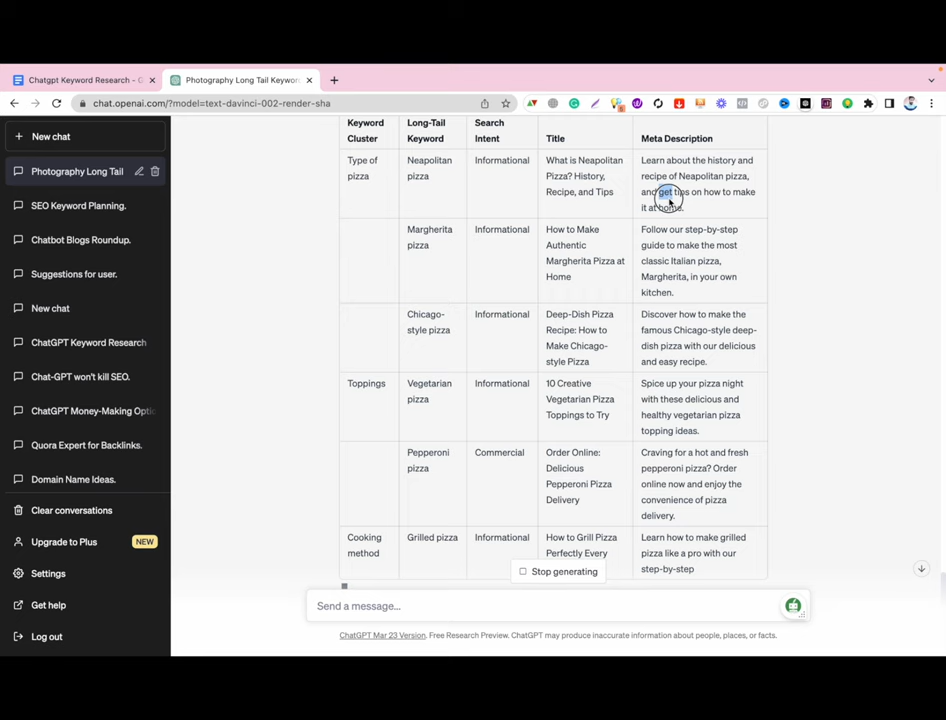 Chatgpt Keyword Research - G
Photography Long Tail Keywor
chat.openai.com/?model=text-davinci-002-render-sha
New chat
Photography Long Tail
SEO Keyword Planning.
Chatbot Blogs Roundup.
Suggestions for user.
New chat
ChatGPT Keyword Research
Chat-GPT won't kill SEO.
ChatGPT Money-Making Optio
Quora Expert for Backlinks.
Domain Name Ideas.
Clear conversations
Upgrade to Plus
NEW
Settings
Get help
Log out
Keyword
Cluster
Long-Tail
Keyword
Search
Intent
Title
Meta Description
Type of
pizza
Neapolitan
pizza
Informational
What is Neapolitan
Pizza? History,
Recipe, and Tips
Learn about the history and
recipe of Neapolitan pizza,
and get tips on how to make
it at home.
Margherita
pizza
Informational
How to Make
Authentic
Margherita Pizza at
Home
Follow our step-by-step
guide to make the most
classic Italian pizza,
Margherita, in your own
kitchen.
Chicago-
style pizza
Informational
Deep-Dish Pizza
Recipe: How to
Make Chicago-
style Pizza
Discover how to make the
famous Chicago-style deep-
dish pizza with our delicious
and easy recipe.
Toppings
Vegetarian
pizza
Informational
10 Creative
Vegetarian Pizza
Toppings to Try
Spice up your pizza night
with these delicious and
healthy vegetarian pizza
topping ideas.
Pepperoni
pizza
Commercial
Order Online:
Delicious
Pepperoni Pizza
Delivery
Craving for a hot and fresh
pepperoni pizza? Order
online now and enjoy the
convenience of pizza
delivery.
Cooking
method
Grilled pizza
Informational
How to Grill Pizza
Perfectly Every
Learn how to make grilled
pizza like a pro with our
step-by-step
Stop generating
Send a message...
ChatGPT Mar 23 Version. Free Research Preview. ChatGPT may produce inaccurate information about people, places, or facts.